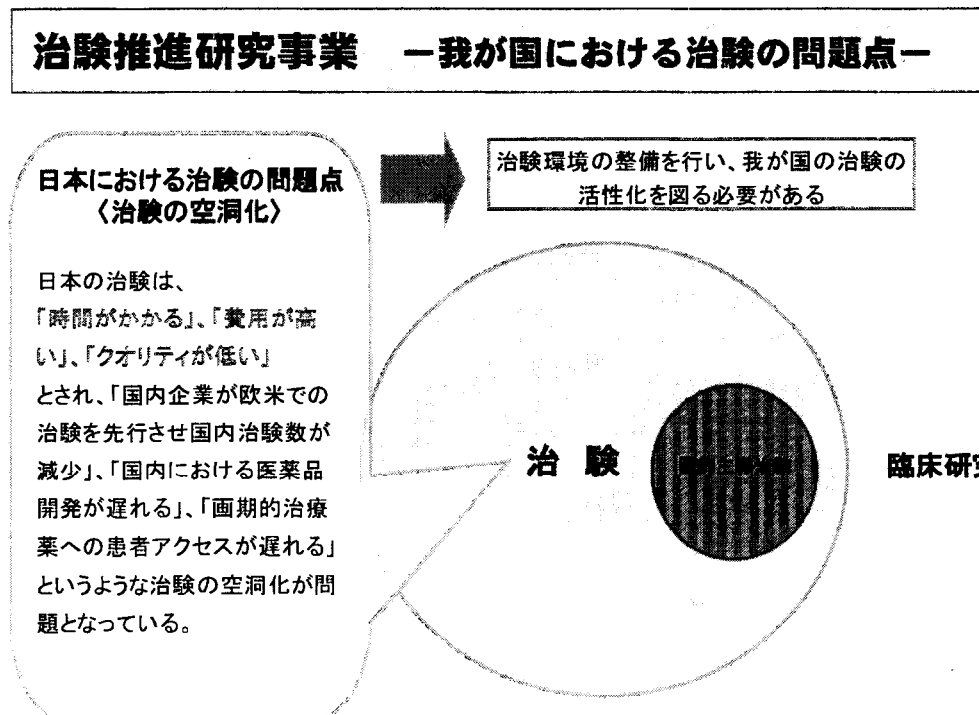 治験推進研究事業 －我が国における治験の問題点－
日本における治験の問題点
〈治験の空洞化〉
治験環境の整備を行い、我が国の治験の
活性化を図る必要がある
日本の治験は、
「時間がかかる」、「費用が高
い」、「クオリティが低い」
とされ、「国内企業が欧米での
治験を先行させ国内治験数が
減少」、「国内における医薬品
開発が遅れる」、「画期的治療
薬への患者アクセスが遅れる」
というような治験の空洞化が問
題となっている。
治 験
臨床研究